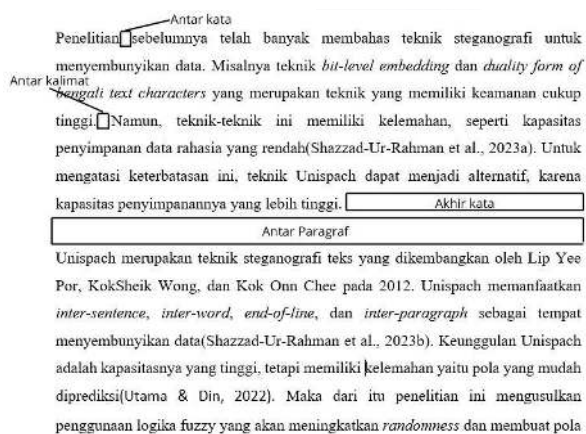 Antar kata
Penelitian sebelumnya telah banyak membahas teknik steganografi untuk
menyembunyikan data. Misalnya teknik bit-level embedding dan duality form of
Antar kalimat
bengali text characters yang merupakan teknik yang memiliki keamanan cukup
tinggi. Namun, teknik-teknik ini memiliki kelemahan, seperti kapasitas
penyimpanan data rahasia yang rendah(Shazzad-Ur-Rahman et al., 2023a). Untuk
mengatasi keterbatasan ini, teknik Unispach dapat menjadi alternatif, karena
kapasitas penyimpanannya yang lebih tinggi. Akhir kata
Antar Paragraf
Unispach merupakan teknik steganografi teks yang dikembangkan oleh Lip Yee
Por, KokSheik Wong, dan Kok Onn Chee pada 2012. Unispach memanfaatkan
inter-sentence, inter-word, end-of-line, dan inter-paragraph sebagai tempat
menyembunyikan data(Shazzad-Ur-Rahman et al., 2023b). Keunggulan Unispach
adalah kapasitasnya yang tinggi, tetapi memiliki kelemahan yaitu pola yang mudah
diprediksi(Utama & Din, 2022). Maka dari itu penelitian ini mengusulkan
penggunaan logika fuzzy yang akan meningkatkan randomness dan membuat pola